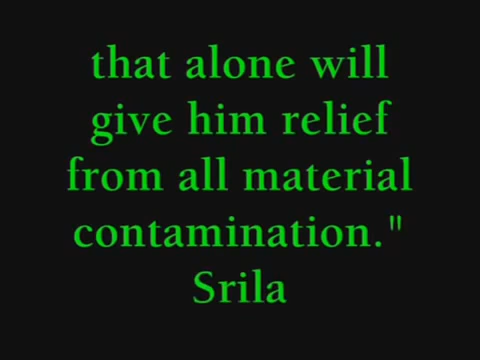 that alone will
give him relief
from all material
contamination."
Srila